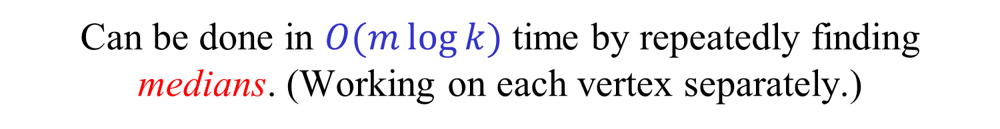 Can be done in O(m log k) time by repeatedly finding
medians. (Working on each vertex separately.)